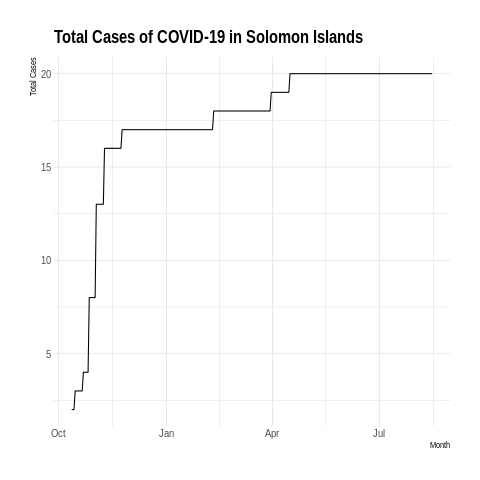 Total Cases of COVID-19 in Solomon Islands
Total Cases
20
15
10
5
Oct
Jan
Apr
Jul
Month